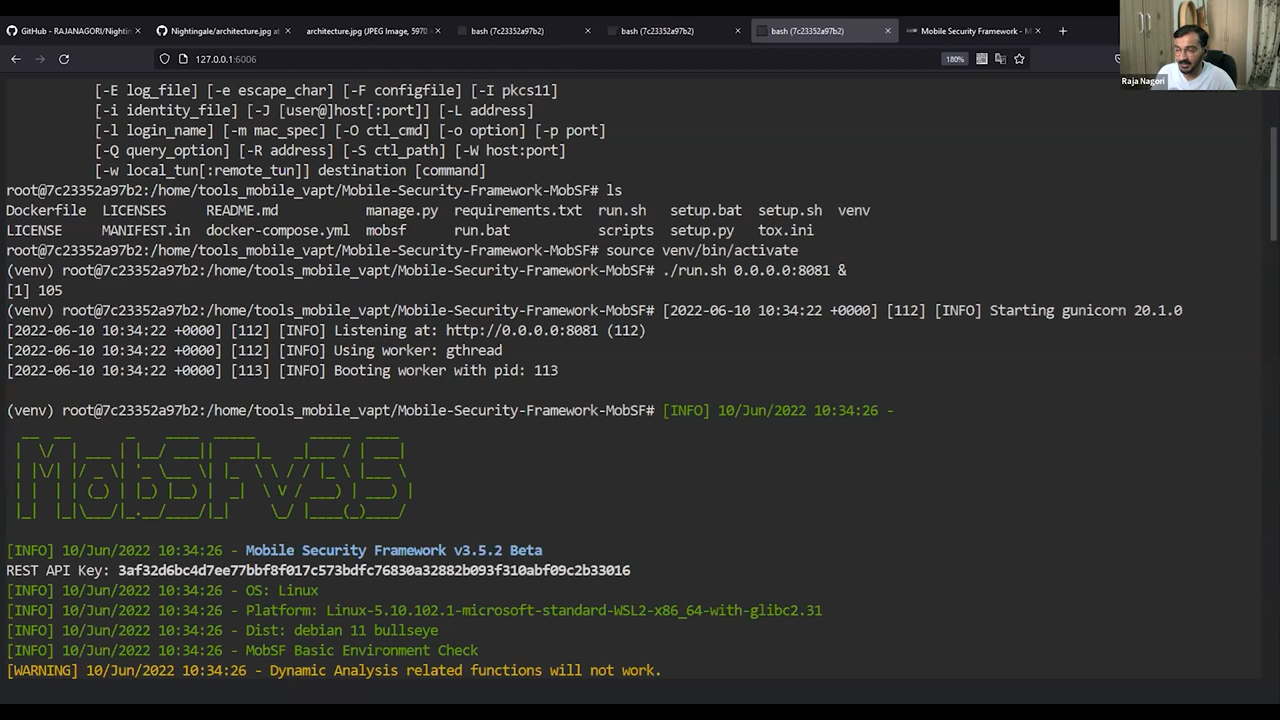 GitHub - RAJANAGORI/Nightin
Nightingale/architecture.jpg at
architecture.jpg (JPEG Image, 5970
bash (7c23352a97b2)
bash (7c23352a97b2)
bash (7c23352a97b2)
Mobile Security Framework - M
127.0.0.1:6006
180%
Raja Nagori
[-E log_file] [-e escape_char] [-F configfile] [-I pkcs11]
[-i identity_file] [-J [user@]host[:port]] [-L address]
[-l login_name] [-m mac_spec] [-O ctl_cmd] [-o option] [-p port]
[-Q query_option] [-R address] [-S ctl_path] [-W host:port]
[-w local_tun[:remote_tun]] destination [command]
root@7c23352a97b2:/home/tools_mobile_vapt/Mobile-Security-Framework-MobSF# ls
Dockerfile LICENSES README.md manage.py requirements.txt run.sh setup.bat setup.sh venv
LICENSE MANIFEST.in docker-compose.yml mobsf run.bat scripts setup.py tox.ini
root@7c23352a97b2:/home/tools_mobile_vapt/Mobile-Security-Framework-MobSF# source venv/bin/activate
(venv) root@7c23352a97b2:/home/tools_mobile_vapt/Mobile-Security-Framework-MobSF# ./run.sh 0.0.0.0:8081 &
[1] 105
(venv) root@7c23352a97b2:/home/tools_mobile_vapt/Mobile-Security-Framework-MobSF# [2022-06-10 10:34:22 +0000] [112] [INFO] Starting gunicorn 20.1.0
[2022-06-10 10:34:22 +0000] [112] [INFO] Listening at: http://0.0.0.0:8081 (112)
[2022-06-10 10:34:22 +0000] [112] [INFO] Using worker: gthread
[2022-06-10 10:34:22 +0000] [113] [INFO] Booting worker with pid: 113
(venv) root@7c23352a97b2:/home/tools_mobile_vapt/Mobile-Security-Framework-MobSF# [INFO] 10/Jun/2022 10:34:26 -
MobSF v3.5
[INFO] 10/Jun/2022 10:34:26 - Mobile Security Framework v3.5.2 Beta
REST API Key: 3af32d6bc4d7ee77bbf8f017c573bdfc76830a32882b093f310abf09c2b33016
[INFO] 10/Jun/2022 10:34:26 - OS: Linux
[INFO] 10/Jun/2022 10:34:26 - Platform: Linux-5.10.102.1-microsoft-standard-WSL2-x86_64-with-glibc2.31
[INFO] 10/Jun/2022 10:34:26 - Dist: debian 11 bullseye
[INFO] 10/Jun/2022 10:34:26 - MobSF Basic Environment Check
[WARNING] 10/Jun/2022 10:34:26 - Dynamic Analysis related functions will not work.